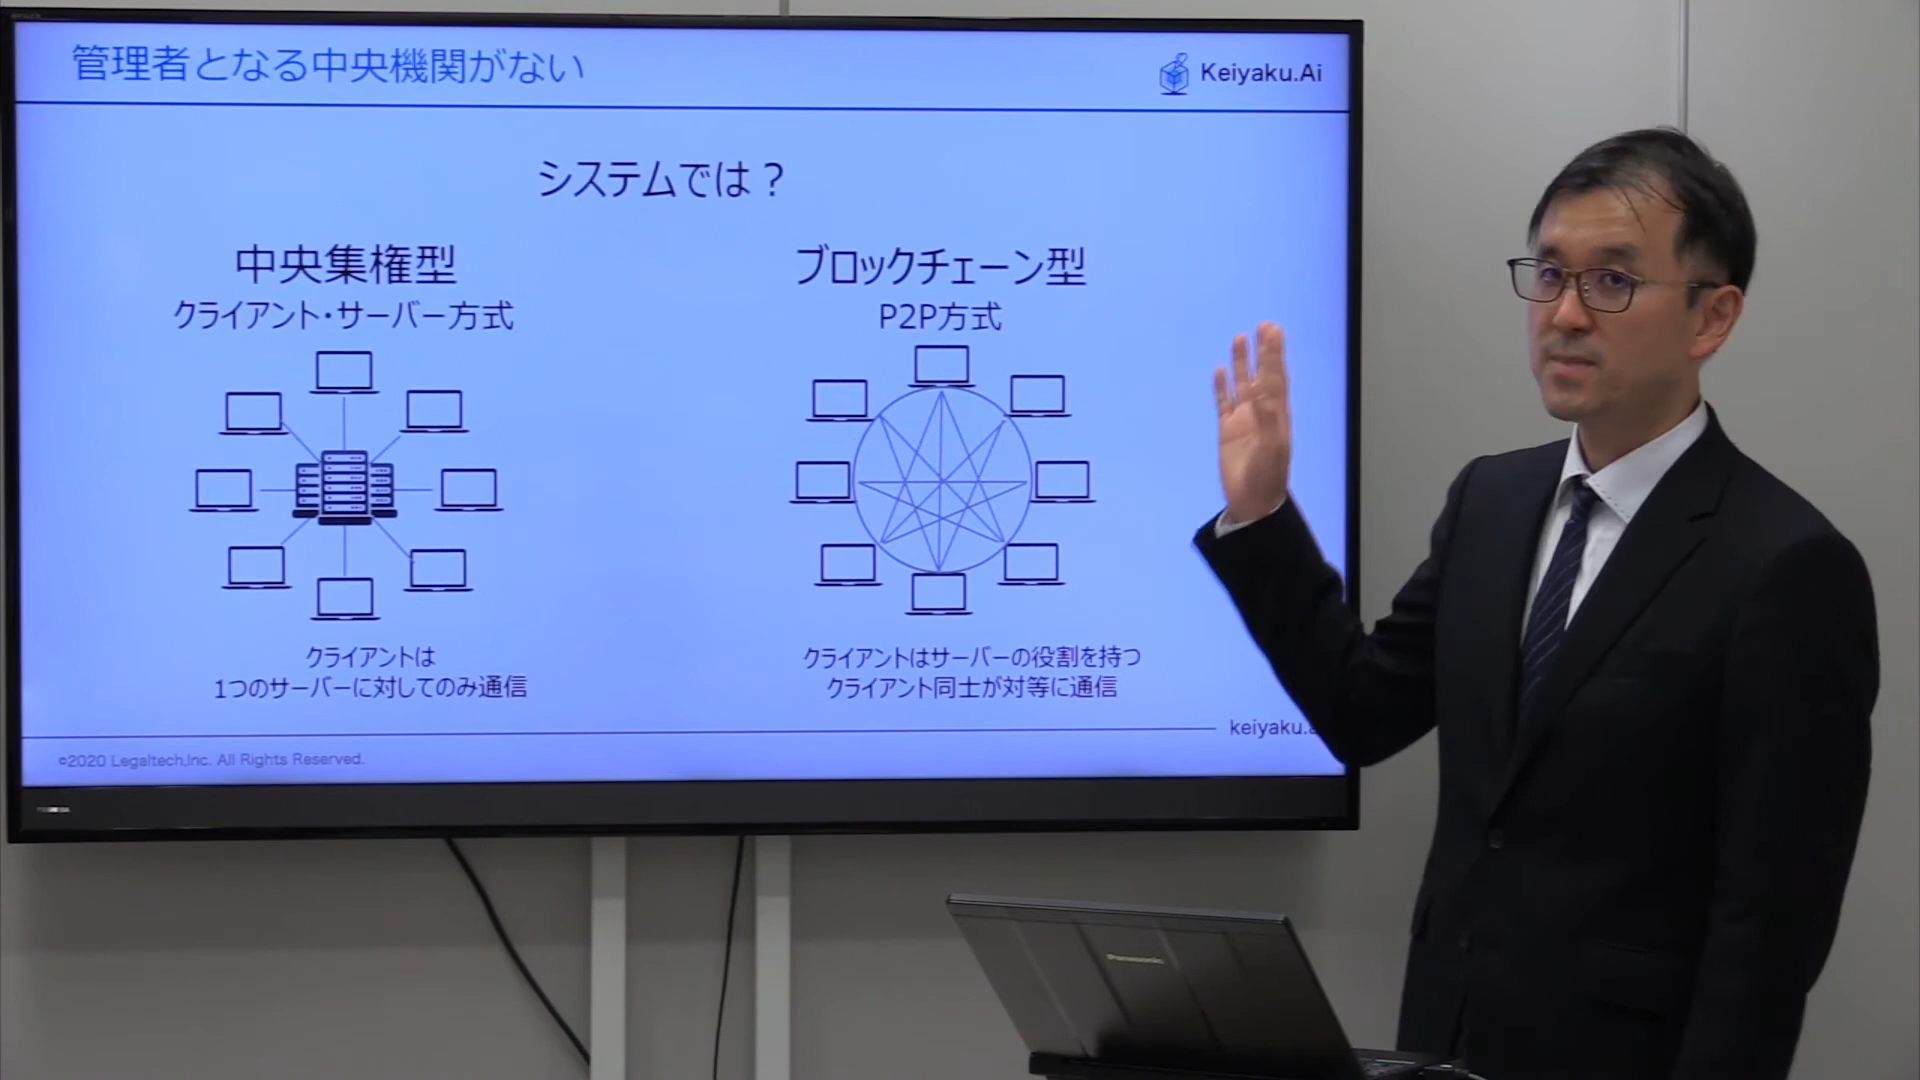 管理者となる中央機関がない
Keiyaku.Ai
システムでは？
中央集権型
クライアント・サーバー方式
ブロックチェーン型
P2P方式
クライアントは
1つのサーバーに対してのみ通信
クライアントはサーバーの役割を持つ
クライアント同士が対等に通信
keiyaku.a
©2020 Legaltech,Inc. All Rights Reserved.
TOSHIBA
Panasonic